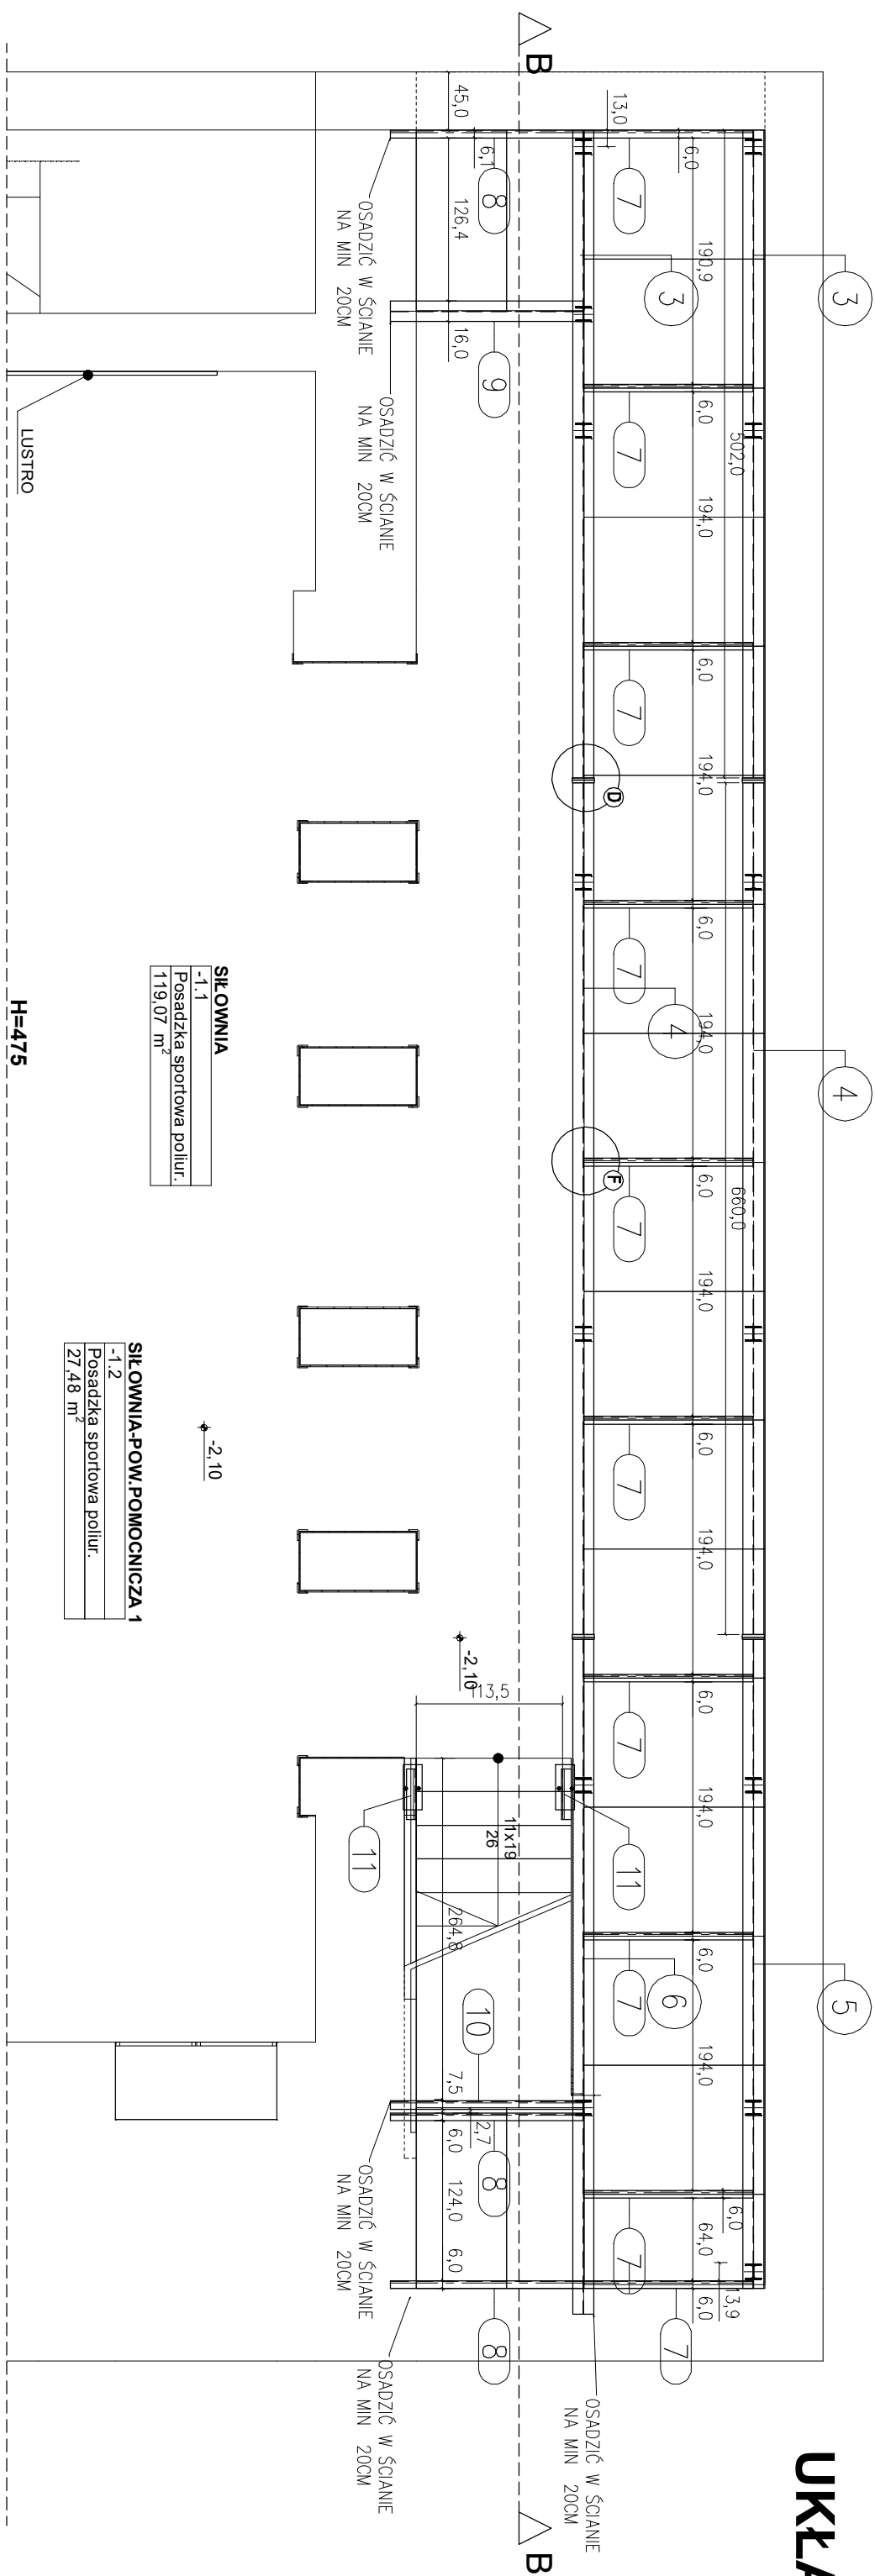 UKŁA
3
4
5
B
B
45,0
13,0
6,0
190,9
6,0
502,0
194,0
6,0
194,0
6,0
194,0
6,0
660,0
194,0
6,0
194,0
6,0
194,0
6,0
194,0
6,0
64,0
6,0
13,9
3
4
6
7
7
7
7
7
7
7
7
7
7
D
F
6,1
126,4
16,0
8
9
OSADZIĆ W ŚCIANIE
NA MIN 20CM
OSADZIĆ W ŚCIANIE
NA MIN 20CM
LUSTRO
-2,10
13,5
11x19
26
264,8
11
11
10
7,5
2,7
6,0
124,0
6,0
8
8
OSADZIĆ W ŚCIANIE
NA MIN 20CM
OSADZIĆ W ŚCIANIE
NA MIN 20CM
OSADZIĆ W ŚCIANIE
NA MIN 20CM
SIŁOWNIA
-1.1
Posadzka sportowa poliur.
119,07 m²
-2,10
SIŁOWNIA-POW.POMOCNICZA 1
-1.2
Posadzka sportowa poliur.
27,48 m²
H=475